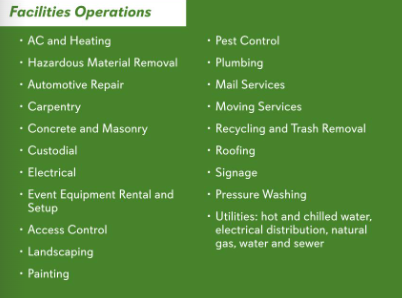 Facilities Operations
• AC and Heating
• Hazardous Material Removal
• Automotive Repair
• Carpentry
• Concrete and Masonry
• Custodial
• Electrical
• Event Equipment Rental and
Setup
• Access Control
• Landscaping
• Painting
• Pest Control
• Plumbing
• Mail Services
• Moving Services
• Recycling and Trash Removal
• Roofing
• Signage
• Pressure Washing
• Utilities: hot and chilled water,
electrical distribution, natural
gas, water and sewer